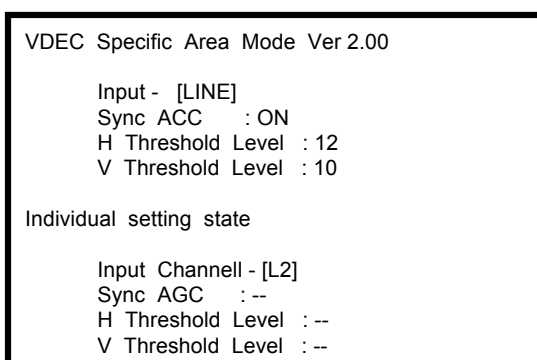 VDEC Specific Area Mode Ver 2.00
Input - [LINE]
Sync ACC : ON
H Threshold Level : 12
V Threshold Level : 10
Individual setting state
Input Channell - [L2]
Sync AGC : --
H Threshold Level : --
V Threshold Level : --